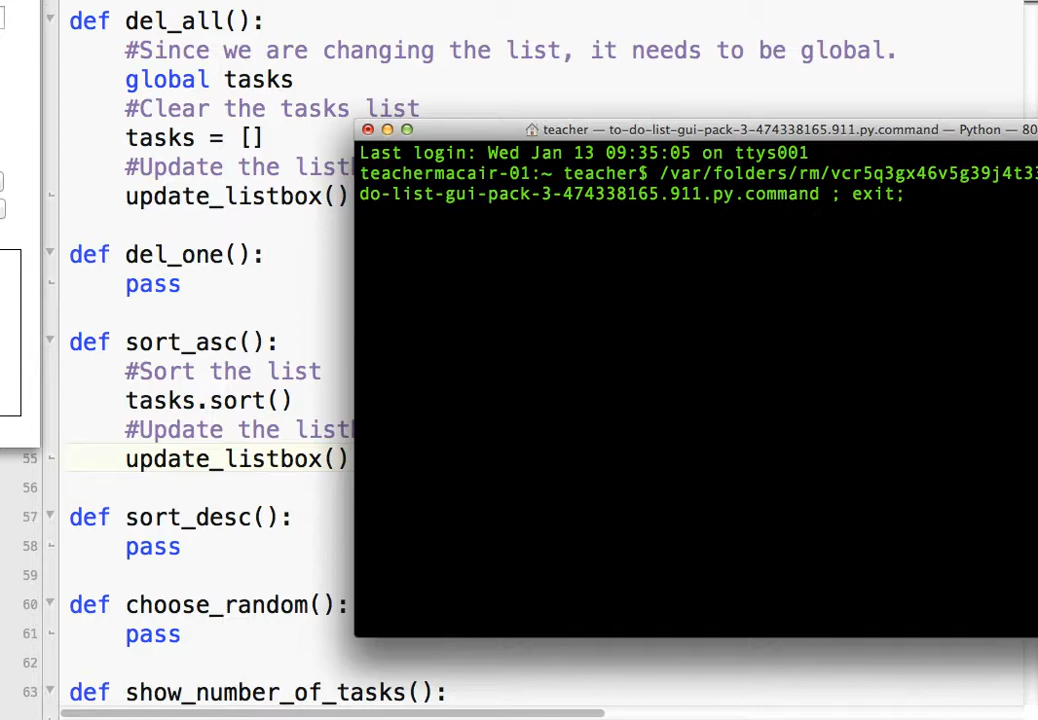 def del_all():
#Since we are changing the list, it needs to be global.
global tasks
#Clear the tasks list
tasks = []
#Update the listb
update_listbox()
def del_one():
pass
def sort_asc():
#Sort the list
tasks.sort()
#Update the listb
55 update_listbox()
56
57 def sort_desc():
58 pass
59
60 def choose_random():
61 pass
62
63 def show_number_of_tasks():
teacher — to-do-list-gui-pack-3-474338165.911.py.command — Python — 80
Last login: Wed Jan 13 09:35:05 on ttys001
teachermacair-01:~ teacher$ /var/folders/rm/vcr5q3gx46v5g39j4t33
do-list-gui-pack-3-474338165.911.py.command ; exit;